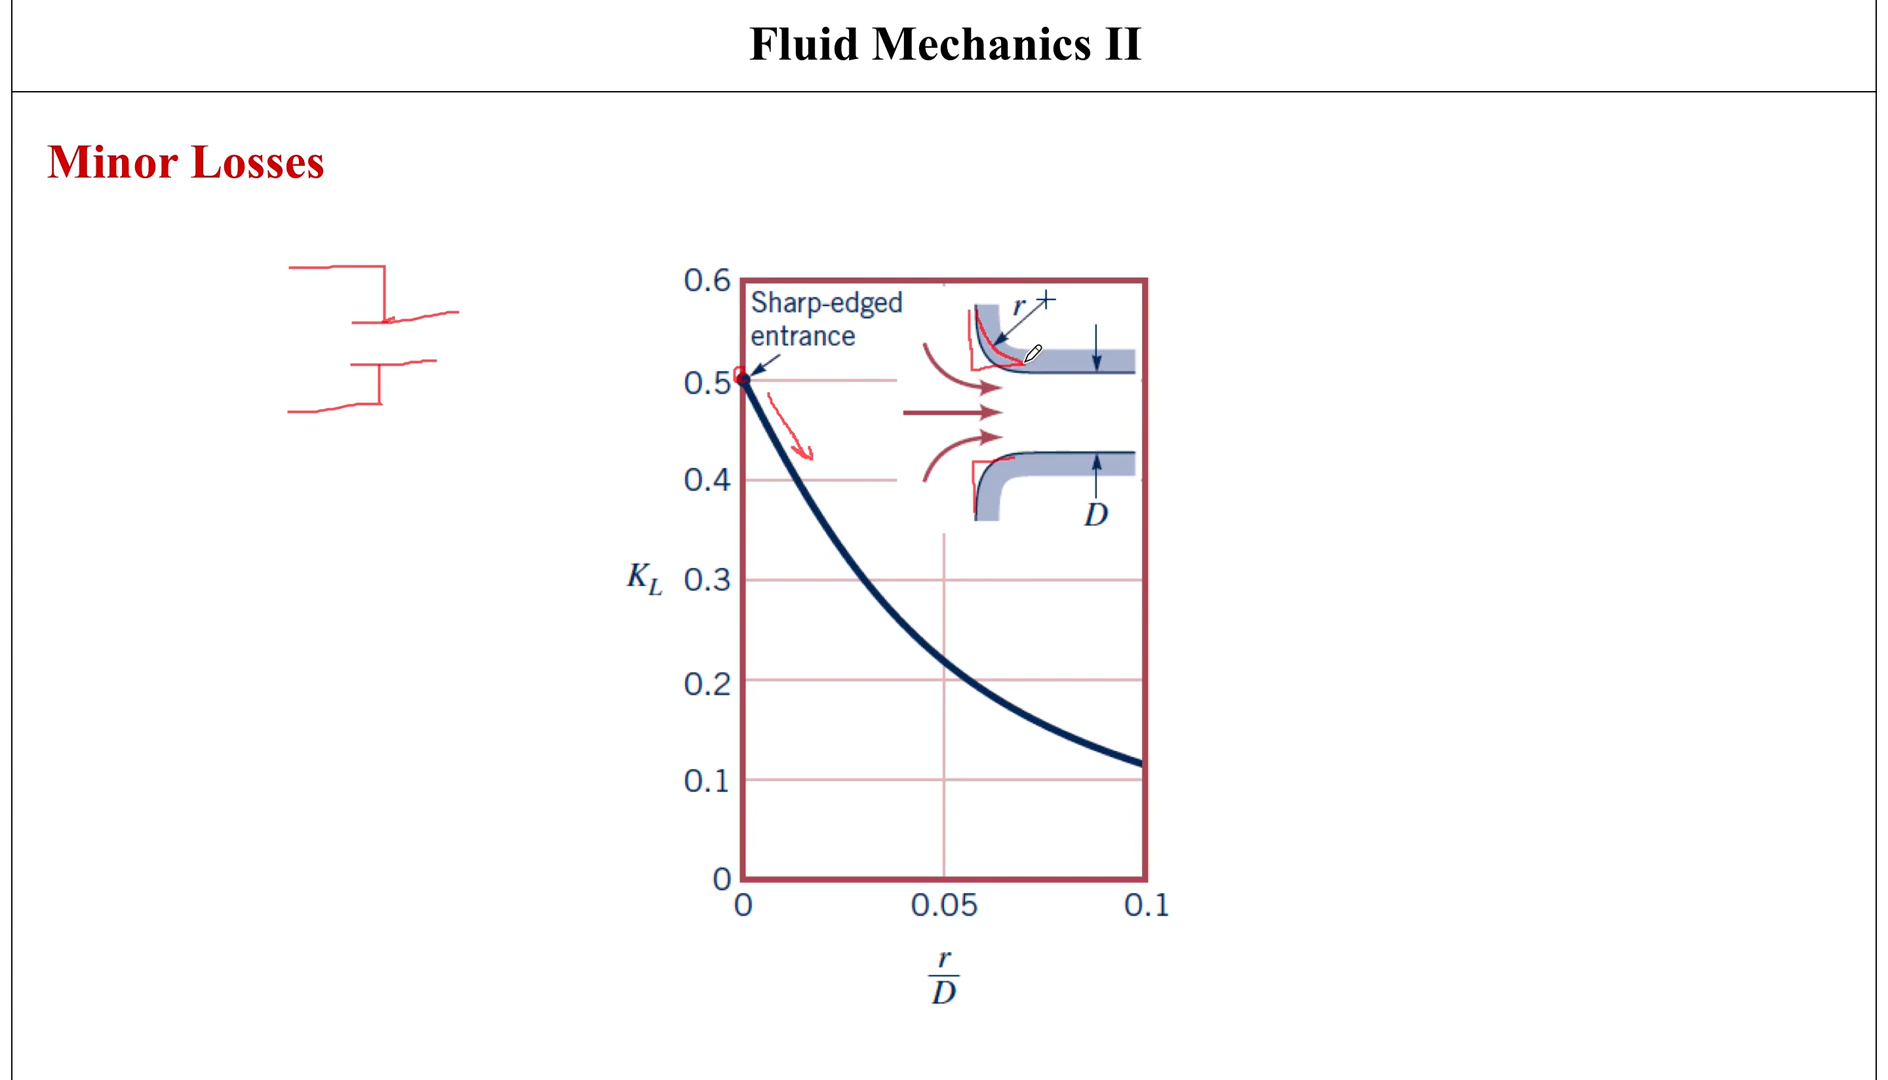 Fluid Mechanics II
Minor Losses
0.6
Sharp-edged
entrance
r
0.5
0.4
D
K_L
0.3
0.2
0.1
0
0
0.05
0.1
r
D